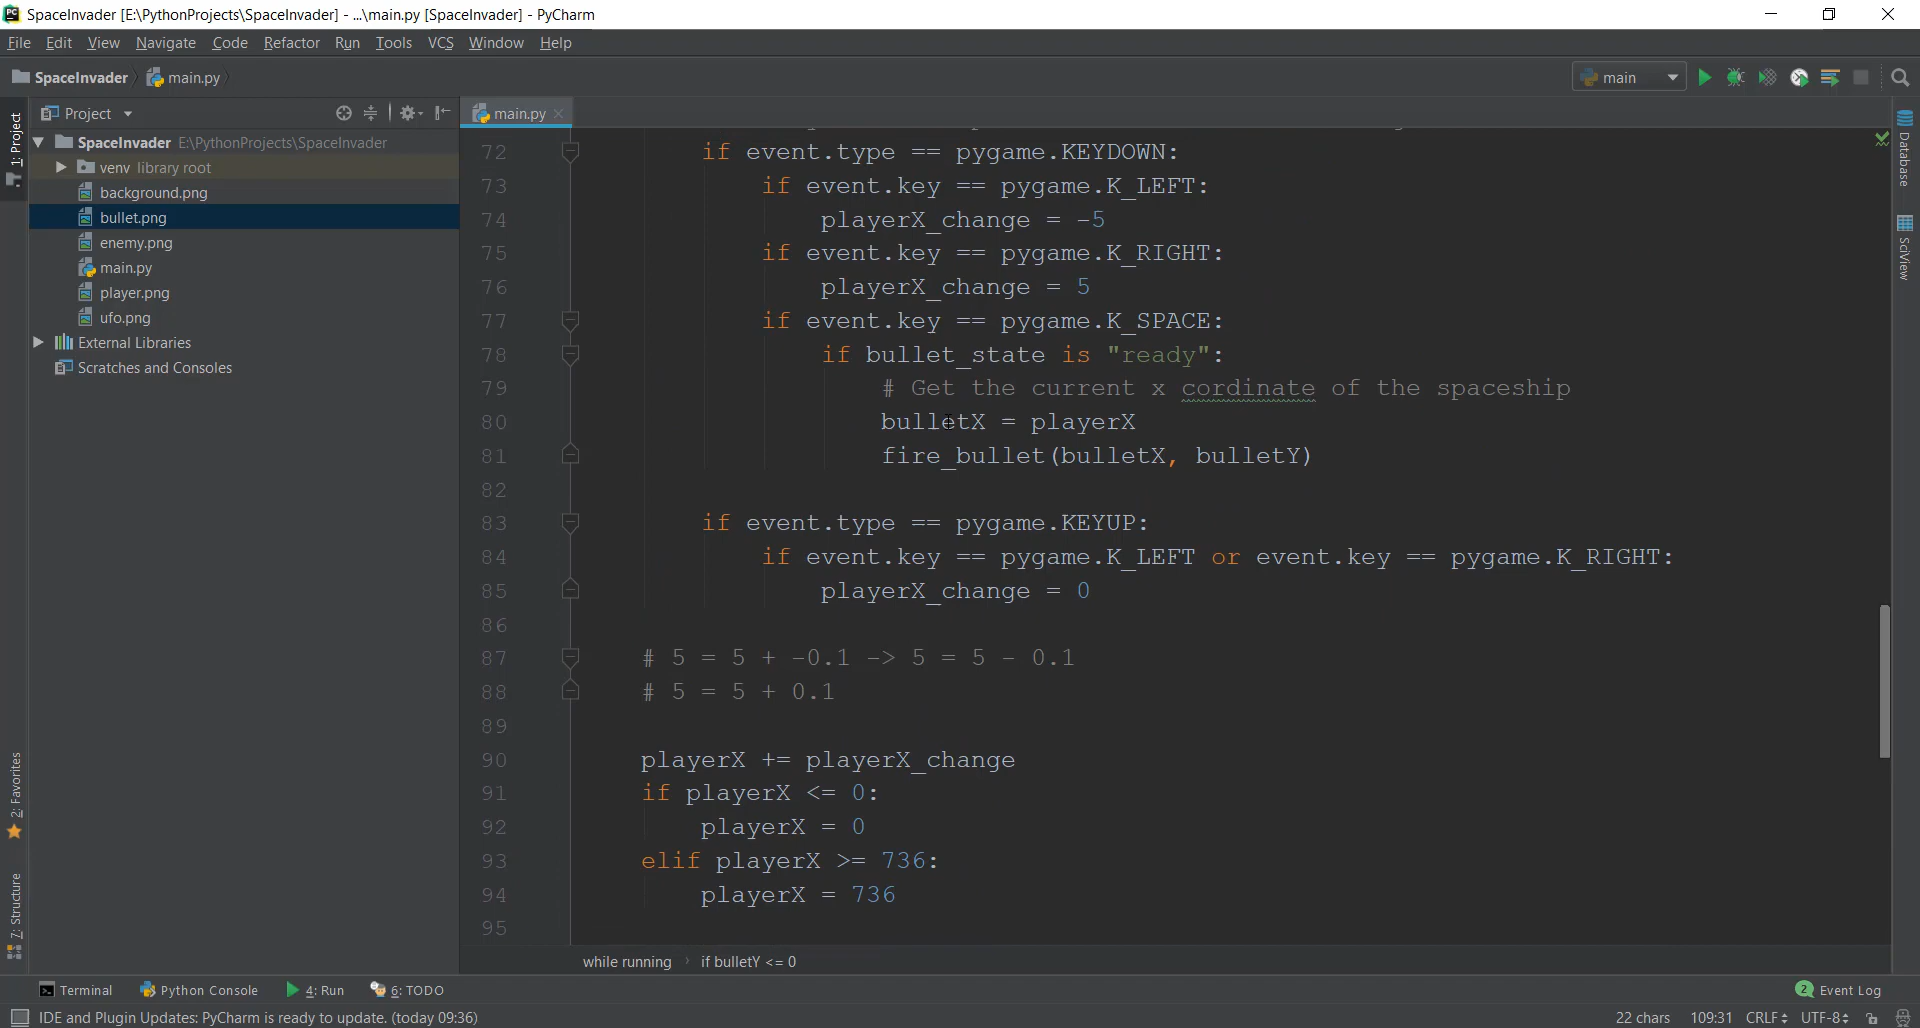 SpaceInvader [E:\PythonProjects\SpaceInvader] - ...\main.py [SpaceInvader] - PyCharm
File Edit View Navigate Code Refactor Run Tools VCS Window Help
SpaceInvader main.py main
1: Project
Project
main.py
SpaceInvader E:\PythonProjects\SpaceInvader
venv library root
background.png
bullet.png
enemy.png
main.py
player.png
ufo.png
External Libraries
Scratches and Consoles
72 if event.type == pygame.KEYDOWN:
73 if event.key == pygame.K_LEFT:
74 playerX_change = -5
75 if event.key == pygame.K_RIGHT:
76 playerX_change = 5
77 if event.key == pygame.K_SPACE:
78 if bullet_state is "ready":
79 # Get the current x cordinate of the spaceship
80 bulletX = playerX
81 fire_bullet(bulletX, bulletY)
82
83 if event.type == pygame.KEYUP:
84 if event.key == pygame.K_LEFT or event.key == pygame.K_RIGHT:
85 playerX_change = 0
86
87 # 5 = 5 + -0.1 -> 5 = 5 - 0.1
88 # 5 = 5 + 0.1
89
90 playerX += playerX_change
91 if playerX <= 0:
92 playerX = 0
93 elif playerX >= 736:
94 playerX = 736
95
while running › if bulletY <= 0
Database
SciView
2: Favorites
7: Structure
Terminal Python Console 4: Run 6: TODO 2 Event Log
IDE and Plugin Updates: PyCharm is ready to update. (today 09:36) 22 chars 109:31 CRLF UTF-8